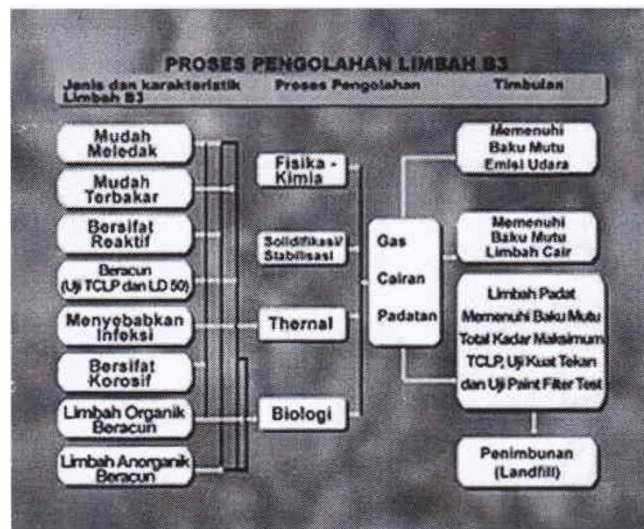 PROSES PENGOLAHAN LIMBAH B3
Jenis dan karakteristik
Limbah B3
Proses Pengolahan
Timbulan
Mudah
Meledak
Mudah
Terbakar
Bersifat
Reaktif
Beracun
(Uji TCLP dan LD 50)
Menyebabkan
Infeksi
Bersifat
Korosif
Limbah Organik
Beracun
Limbah Anorganik
Beracun
Fisika -
Kimia
Solidifikasi/
Stabilisasi
Thernal
Biologi
Gas
Cairan
Padatan
Memenuhi
Baku Mutu
Emisi Udara
Memenuhi
Baku Mutu
Limbah Cair
Limbah Padat
Memenuhi Baku Mutu
Total Kadar Maksimum
TCLP, Uji Kuat Tekan
dan Uji Paint Filter Test
Penimbunan
(Landfill)